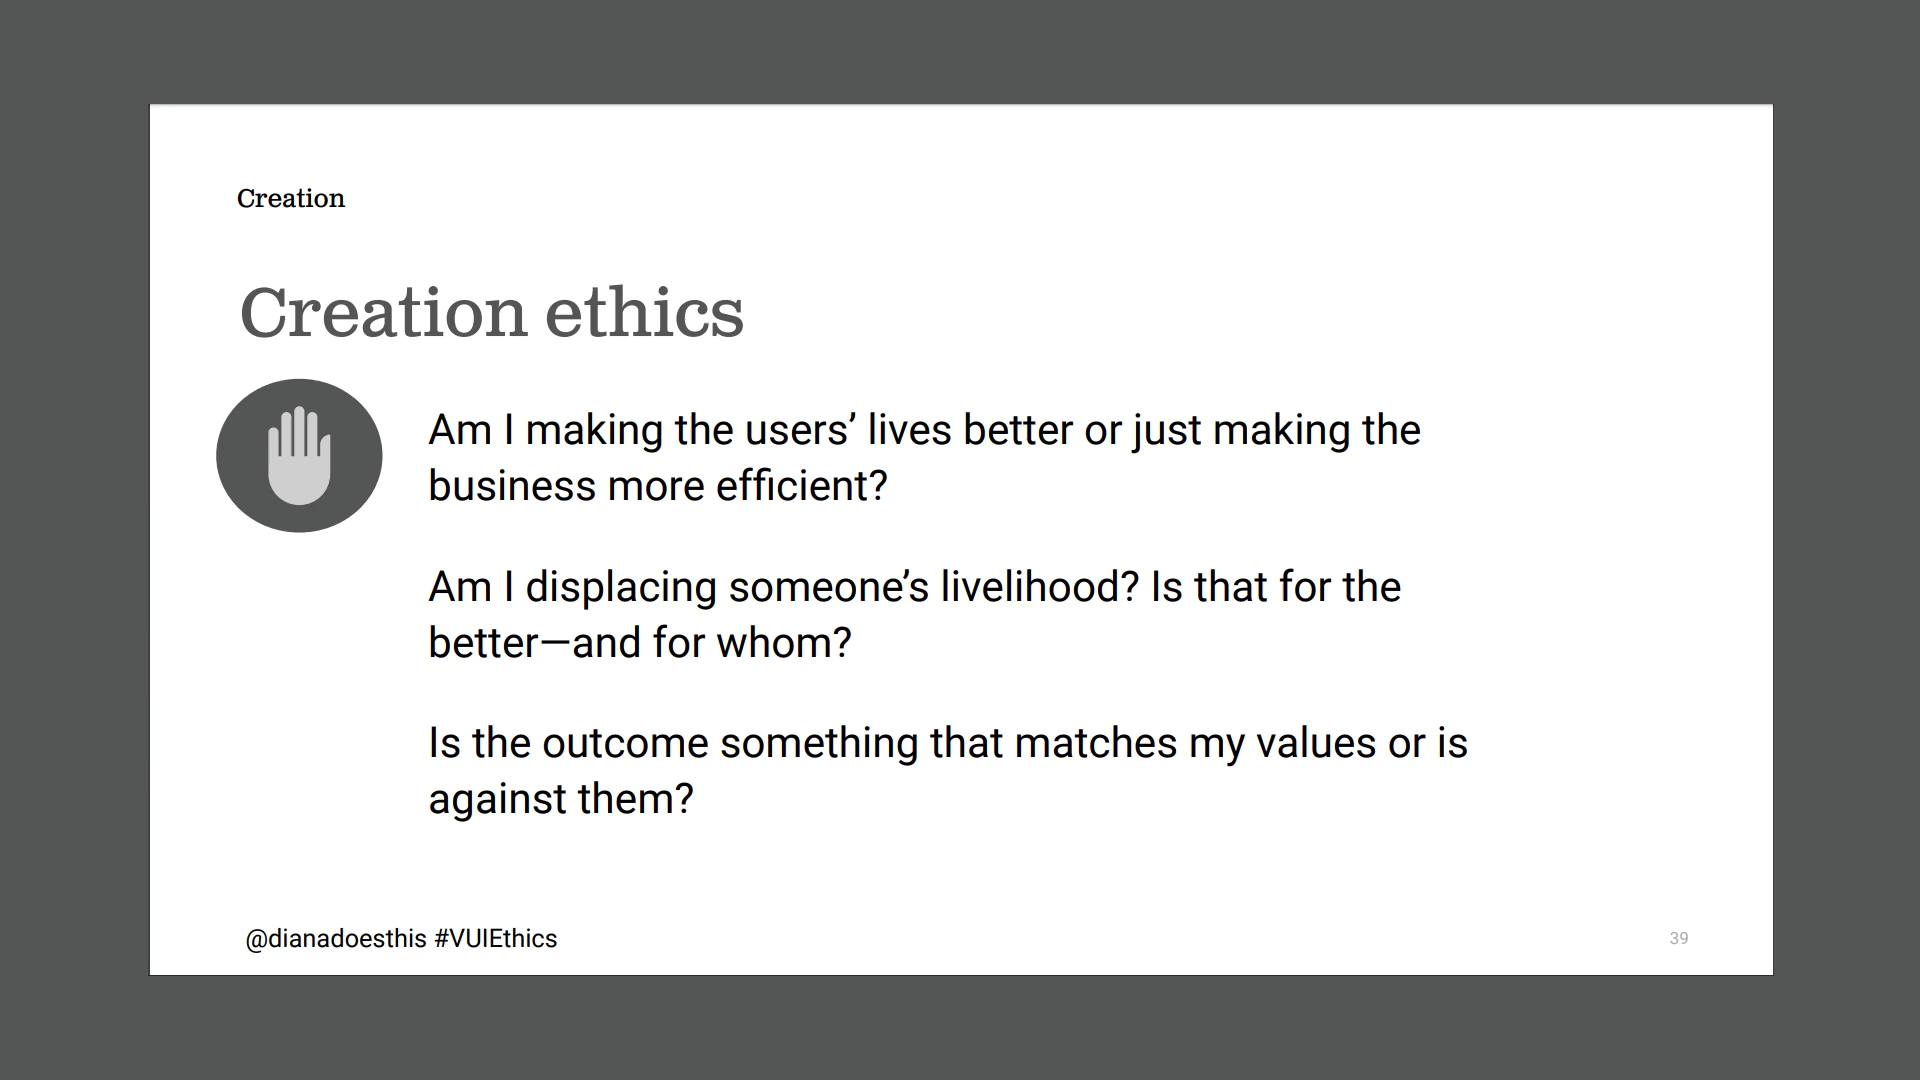 Creation
Creation ethics
Am I making the users’ lives better or just making the
business more efficient?
Am I displacing someone’s livelihood? Is that for the
better—and for whom?
Is the outcome something that matches my values or is
against them?
@dianadoesthis #VUIEthics
39